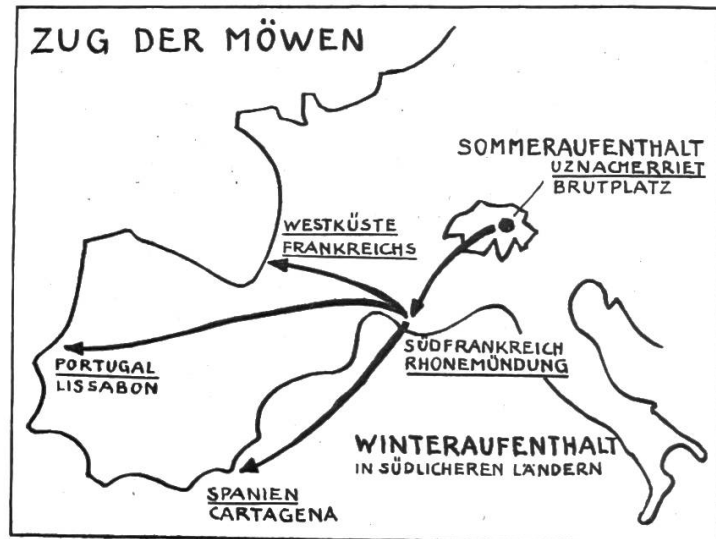 ZUG DER MÖWEN
SOMMERAUFENTHALT
UZNACHERRIET
BRUTPLATZ
WESTKÜSTE
FRANKREICHS
SÜDFRANKREICH
RHONEMÜNDUNG
PORTUGAL
LISSABON
WINTERAUFENTHALT
IN SÜDLICHEREN LÄNDERN
SPANIEN
CARTAGENA